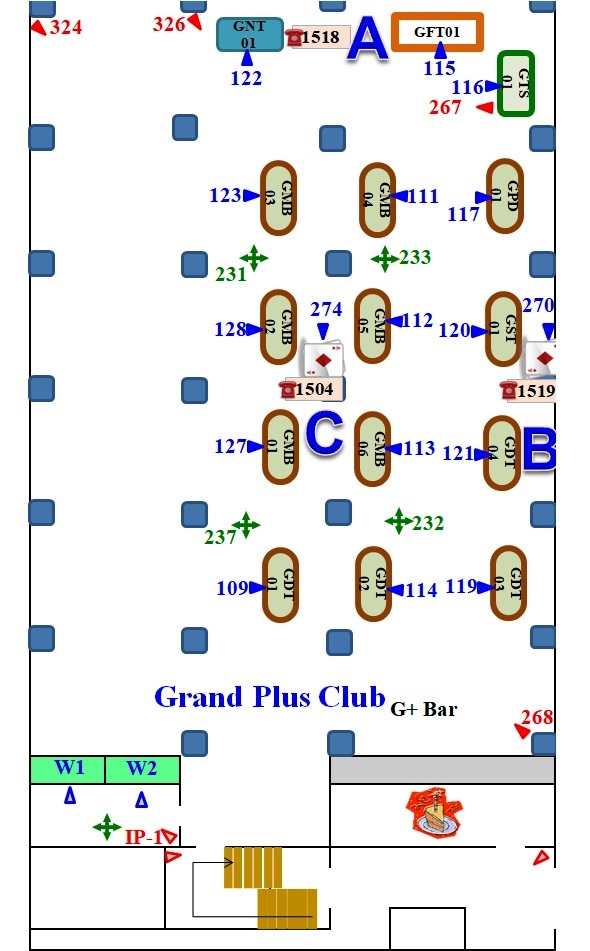 324
326
GNT
01
1518
A
GFT01
122
115
116
GTS
01
267
123
GMB
03
GMB
04
111
117
GPD
01
231
233
274
270
128
GMB
02
GMB
05
112
120
GST
01
1504
1519
127
GMB
01
C
GMB
06
113
121
GDT
04
B
237
232
109
GDT
01
GDT
02
114
119
GDT
03
Grand Plus Club
G+ Bar
268
W1
W2
IP-1